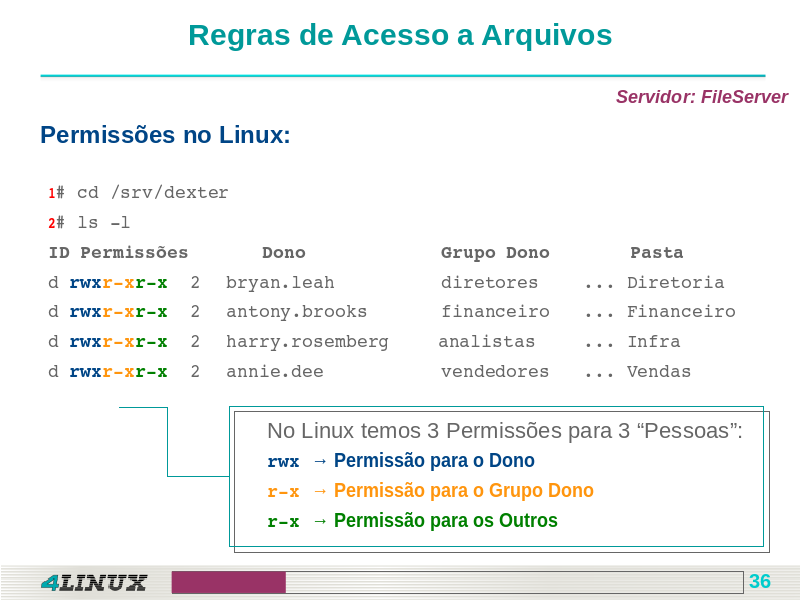 Regras de Acesso a Arquivos
Servidor: FileServer
Permissões no Linux:
1# cd /srv/dexter
2# ls -l
ID Permissões Dono Grupo Dono Pasta
d rwxr-xr-x 2 bryan.leah diretores ... Diretoria
d rwxr-xr-x 2 antony.brooks financeiro ... Financeiro
d rwxr-xr-x 2 harry.rosemberg analistas ... Infra
d rwxr-xr-x 2 annie.dee vendedores ... Vendas
No Linux temos 3 Permissões para 3 “Pessoas”:
rwx → Permissão para o Dono
r-x → Permissão para o Grupo Dono
r-x → Permissão para os Outros
4LINUX
36